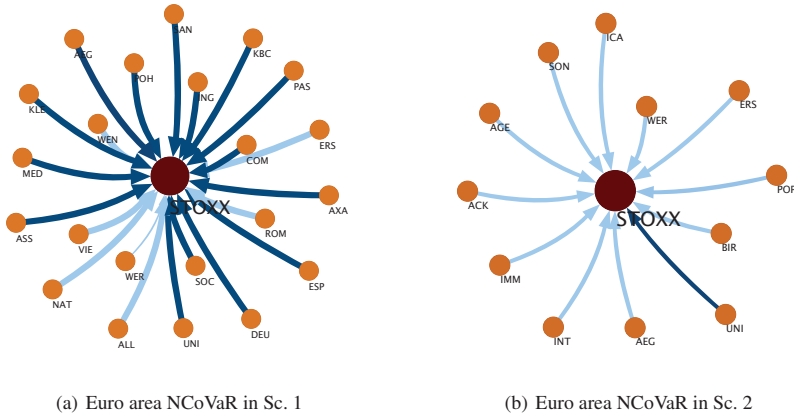 SAN
ICA
AEG
KBC
SON
POH
PAS
ING
ERS
KLE
WER
AGE
WEN
ERS
COM
MED
POP
ACK
AXA
STOXX
STOXX
ASS
ROM
VIE
BIR
WER
SOC
ESP
IMM
NAT
UNI
DEU
ALL
UNI
INT
AEG
(a) Euro area NCoVaR in Sc. 1
(b) Euro area NCoVaR in Sc. 2